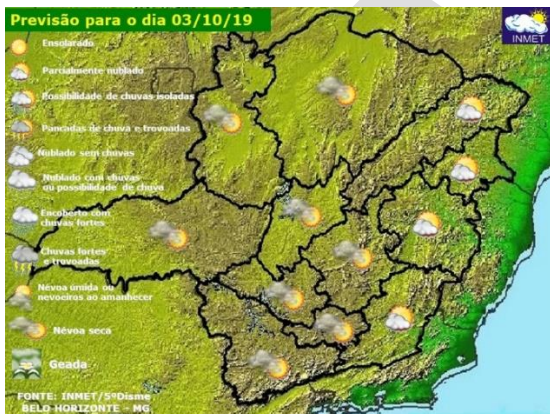 Previsão para o dia 03/10/19
INMET
Ensolarado
Parcialmente nublado
Possibilidade de chuvas isoladas
Pancadas de chuva e trovoadas
Nublado sem chuvas
Nublado com chuvas
ou possibilidade de chuva
Encoberto com
chuvas fortes
Chuvas fortes
e trovoadas
Névoa úmida ou
nevoeiros ao amanhecer
Névoa seca
Geada
FONTE: INMET/5ºDisme
BELO HORIZONTE - MG